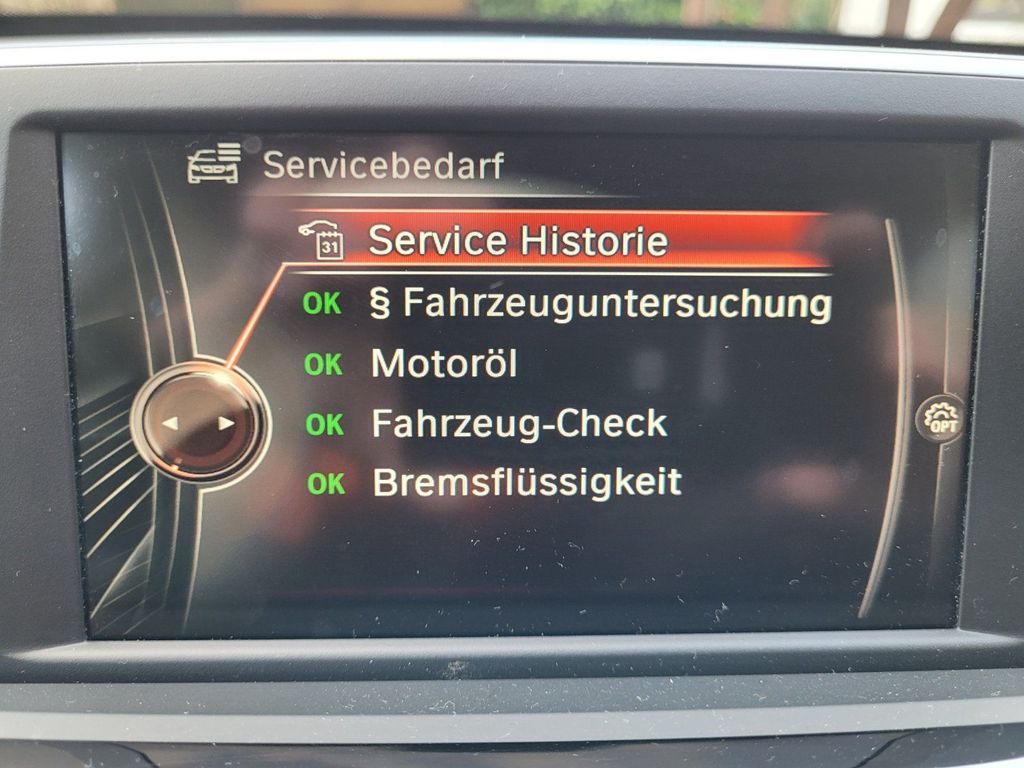 Servicebedarf
31 Service Historie
OK § Fahrzeuguntersuchung
OK Motoröl
OK Fahrzeug-Check
OK Bremsflüssigkeit
OPT